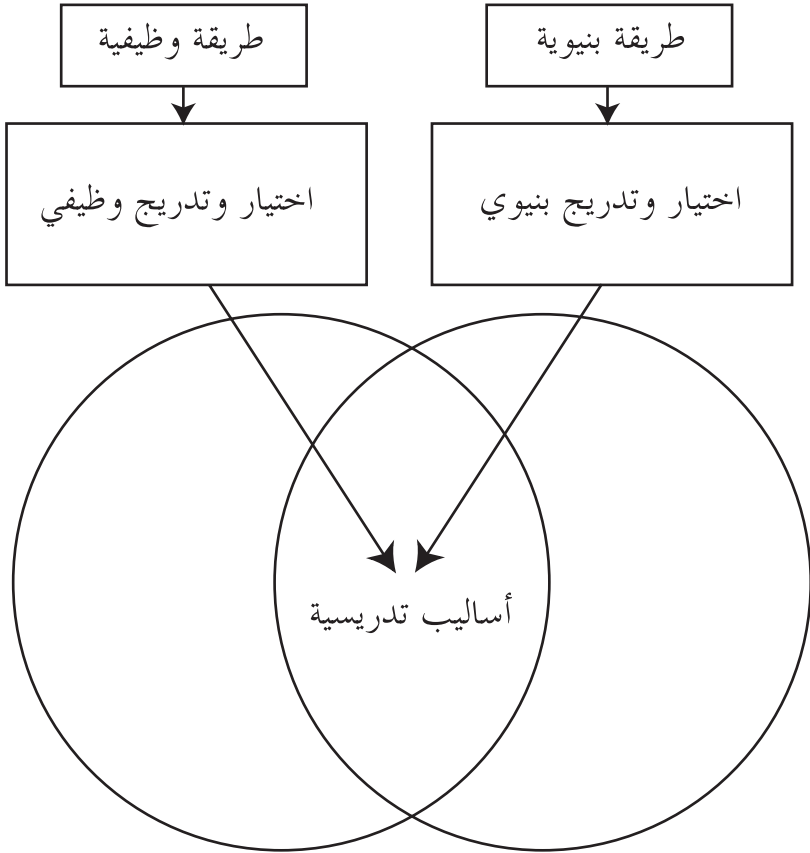 طريقة بنيوية
طريقة وظيفية
اختيار وتدريج بنيوي
اختيار وتدريج وظيفي
أساليب تدريسية